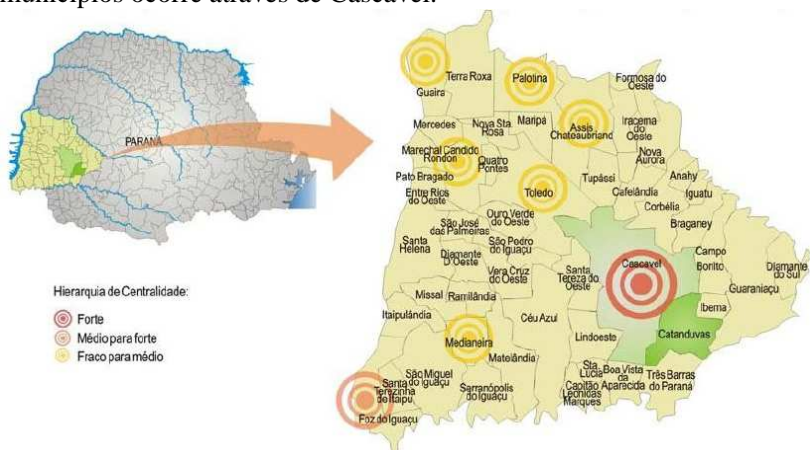 municípios ocorre através de Cascavel.
PARANÁ
Hierarquia de Centralidade:
Forte
Médio para forte
Fraco para médio
Guaira
Terra Roxa
Palotina
Formosa do
Oeste
Mercedes
Nova Sta.
Rosa
Maripá
Assis
Chateaubriand
Iracema
do
Oeste
Marechal Candido
Rondon
Quatro
Pontes
Nova
Aurora
Pato Bragado
Toledo
Tupãssi
Cafelândia
Anahy
Iguatu
Entre Rios
do Oeste
Corbélia
Ouro Verde
do Oeste
São José
das Palmeiras
Braganey
Santa
Helena
Diamante
D'Oeste
São Pedro
do Iguaçu
Vera Cruz
do Oeste
Santa
Tereza do
Oeste
Cascavel
Campo
Borito
Diamante
do Sul
Guaraniaçu
Missal
Ramilândia
Ibema
Itaipulândia
Céu Azul
Catanduvas
Medianeira
Lindoeste
Matelândia
São Miguel
do Iguaçu
Santa
Terezinha
de Itaipu
Serranópolis
do Iguaçu
Sta.
Lucia
Boa Vista
da
Aparecida
Capitão
Leonidas
Marques
Três Barras
do Paraná
Foz do Iguaçu